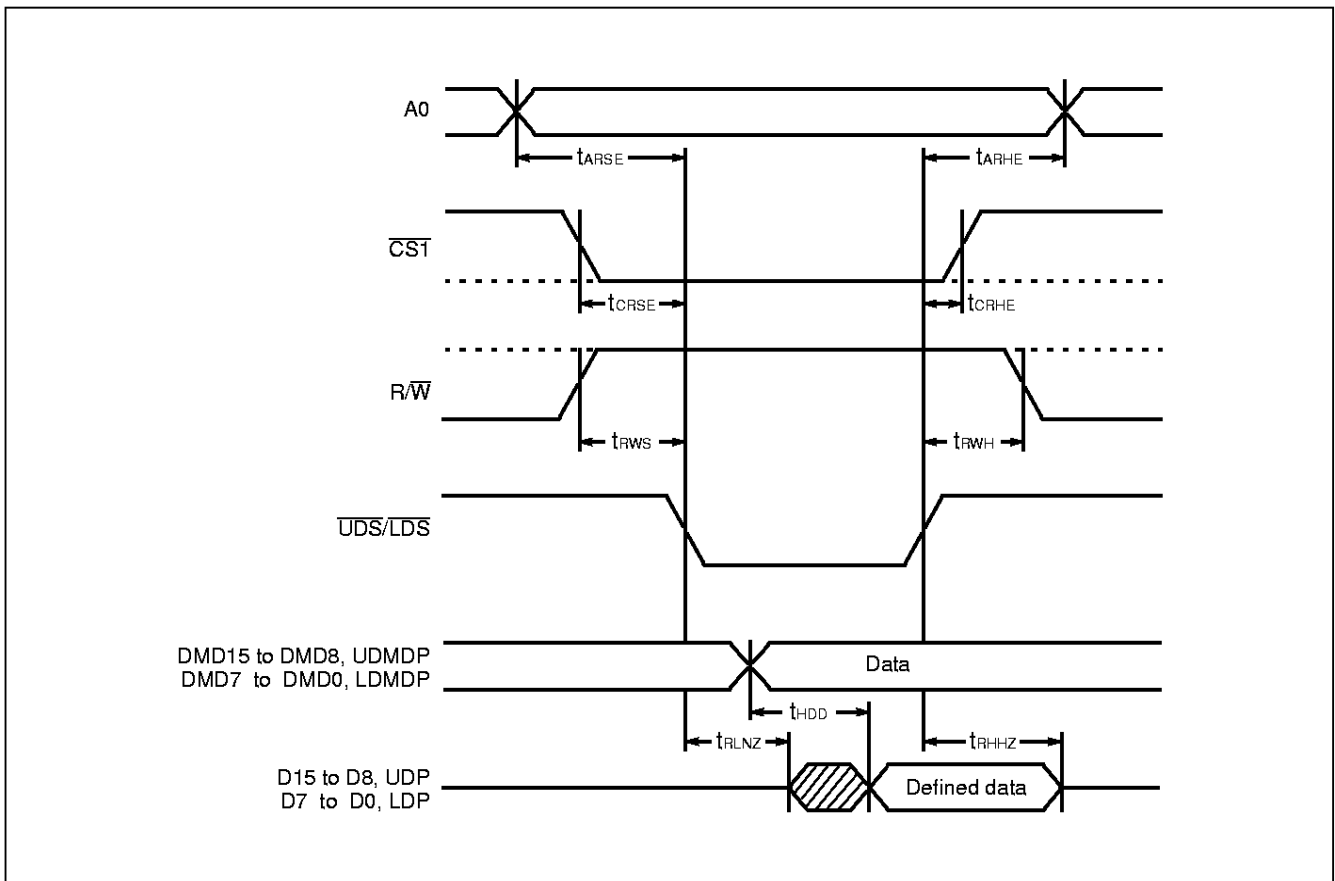 A0
tARSE
tARHE
CS1
tCRSE
tCRHE
R/W
tRWS
tRWH
UDS/LDS
DMD15 to DMD8, UDMDP
DMD7 to DMD0, LDMDP
Data
tHDD
tRLNZ
tRHHZ
D15 to D8, UDP
D7 to D0, LDP
Defined data